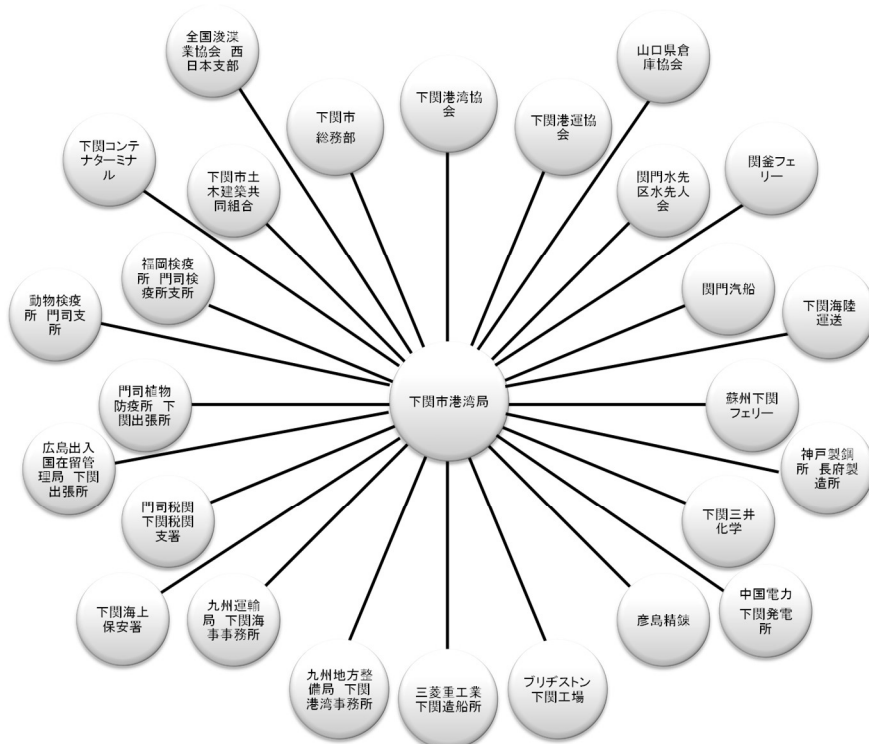 全国浚渫
業協会 西
日本支部
下関市
総務部
下関港湾協
会
下関港運協
会
山口県倉
庫協会
下関コンテ
ナターミナ
ル
下関市土
木建築共
同組合
関門水先
区水先人
会
関釜フェ
リー
動物検疫
所 門司支
所
福岡検疫
所 門司検
疫所支所
関門汽船
下関海陸
運送
門司植物
防疫所 下
関出張所
下関市港湾局
蘇州下関
フェリー
広島出入
国在留管
理局 下関
出張所
神戸製鋼
所 長府製
造所
門司税関
下関税関
支署
下関三井
化学
下関海上
保安署
九州運輸
局 下関海
事事務所
彦島精錬
中国電力
下関発電
所
九州地方整
備局 下関
港湾事務所
三菱重工業
下関造船所
ブリヂストン
下関工場